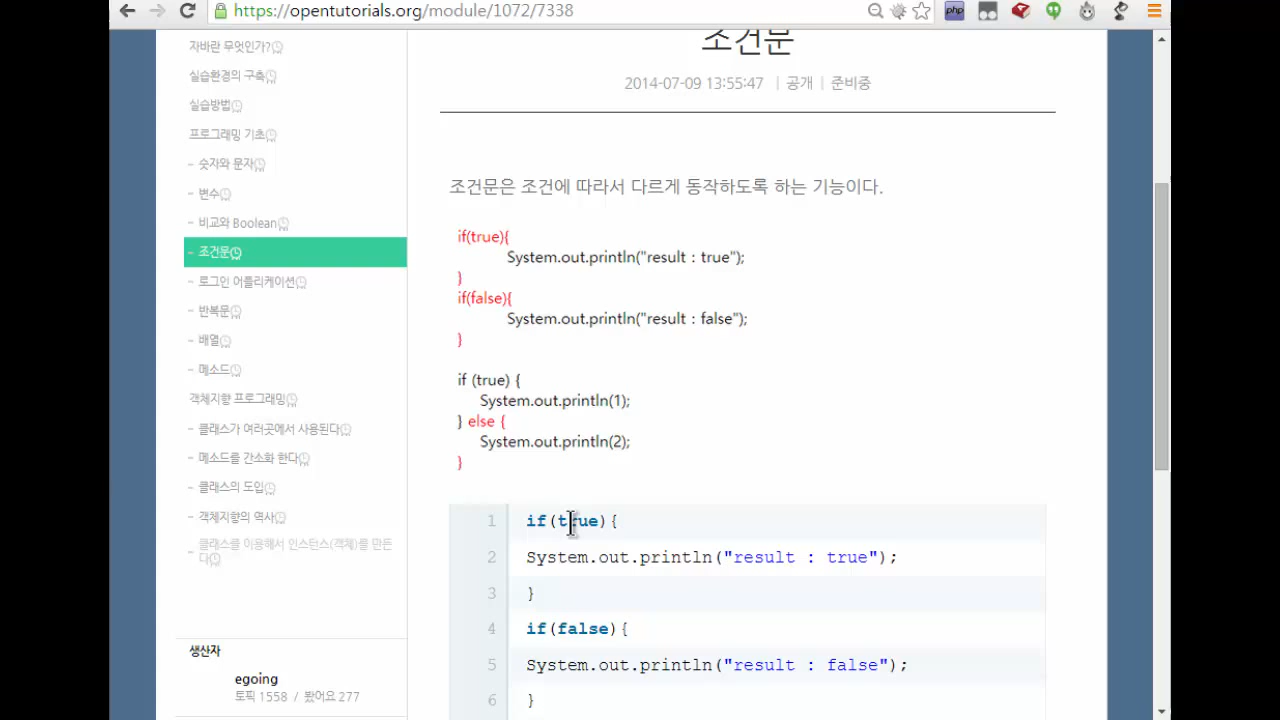 https://opentutorials.org/module/1072/7338
php
자바란 무엇인가?
실습환경의 구축
실습방법
프로그래밍 기초
- 숫자와 문자
- 변수
- 비교와 Boolean
- 조건문
- 로그인 어플리케이션
- 반복문
- 배열
- 메소드
객체지향 프로그래밍
- 클래스가 여러곳에서 사용된다
- 메소드를 간소화 한다
- 클래스의 도입
- 객체지향의 역사
- 클래스를 이용해서 인스턴스(객체)를 만든
다
생산자
egoing
토픽 1558 / 봤어요 277
조건문
2014-07-09 13:55:47 | 공개 | 준비중
조건문은 조건에 따라서 다르게 동작하도록 하는 기능이다.
if(true){
System.out.println("result : true");
}
if(false){
System.out.println("result : false");
}
if (true) {
System.out.println(1);
} else {
System.out.println(2);
}
1 if(true){
2 System.out.println("result : true");
3 }
4 if(false){
5 System.out.println("result : false");
6 }